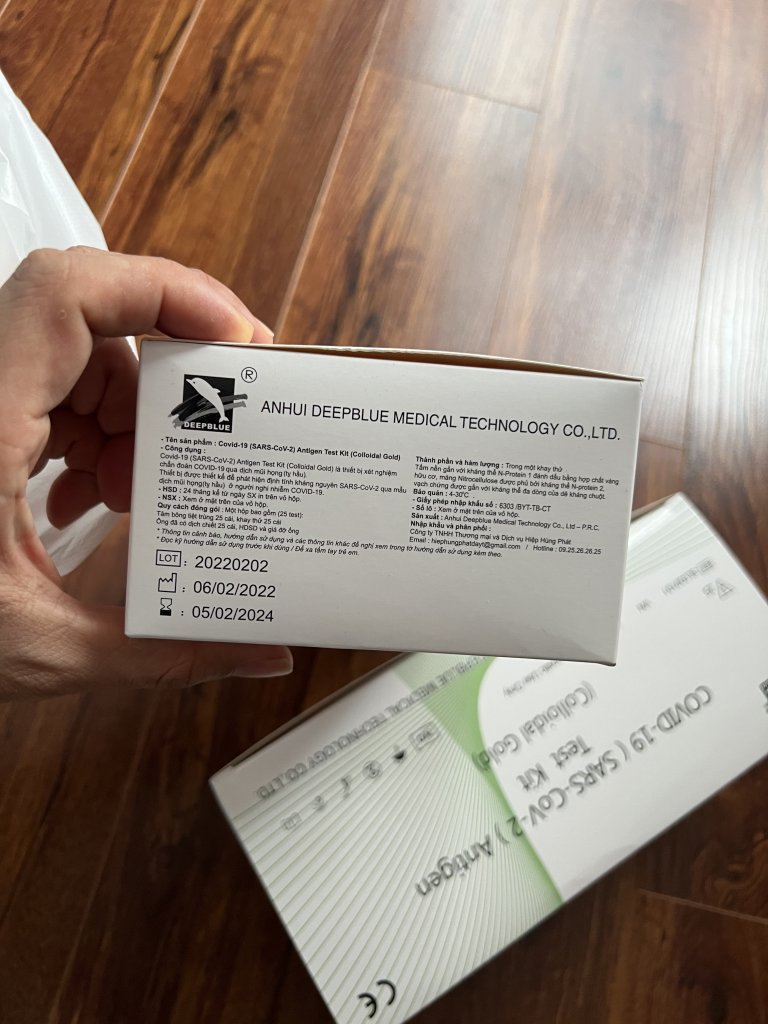 ®
DEEPBLUE
ANHUI DEEPBLUE MEDICAL TECHNOLOGY CO.,LTD.
- Tên sản phẩm : Covid-19 (SARS-CoV-2) Antigen Test Kit (Colloidal Gold)
- Công dụng :
Covid-19 (SARS-CoV-2) Antigen Test Kit (Colloidal Gold) là thiết bị xét nghiệm
chẩn đoán COVID-19 qua dịch mũi họng(tỵ hầu).
Thiết bị được thiết kế để phát hiện định tính kháng nguyên SARS-CoV-2 qua mẫu
dịch mũi họng(tỵ hầu) ở người nghi nhiễm COVID-19.
- HSD : 24 tháng kể từ ngày SX in trên vỏ hộp.
- NSX : Xem ở mặt trên của vỏ hộp.
Quy cách đóng gói : Một hộp bao gồm (25 test):
Tăm bông tiệt trùng 25 cái, khay thử 25 cái
Ống đã có dịch chiết 25 cái, HDSD và giá đỡ ống
* Thông tin cảnh báo, hướng dẫn sử dụng và các thông tin khác đề nghị xem trong tờ hướng dẫn sử dụng kèm theo.
* Đọc kỹ hướng dẫn sử dụng trước khi dùng / Để xa tầm tay trẻ em.
Thành phần và hàm lượng : Trong một khay thử
Tấm nền gắn với kháng thể N-Protein 1 đánh dấu bằng hợp chất vàng
hữu cơ, màng Nitrocellulose được phủ bởi kháng thể N-protein 2,
vạch chứng được gắn với kháng thể đa dòng của dê kháng chuột.
Bảo quản : 4-30ºC
- Giấy phép nhập khẩu số : 6303 /BYT-TB-CT
- Số lô : Xem ở mặt trên của vỏ hộp.
Sản xuất : Anhui Deepblue Medical Technology Co., Ltd – P.R.C.
Nhập khẩu và phân phối :
Công ty TNHH Thương mại và Dịch vụ Hiệp Hùng Phát
Email : hiephungphatdayt@gmail.com / Hotline : 09.25.26.26.25
LOT : 20220202
: 06/02/2022
: 05/02/2024
COVID-19 ( SARS-CoV-2 ) Antigen
Test Kit
(Colloidal Gold)
CE